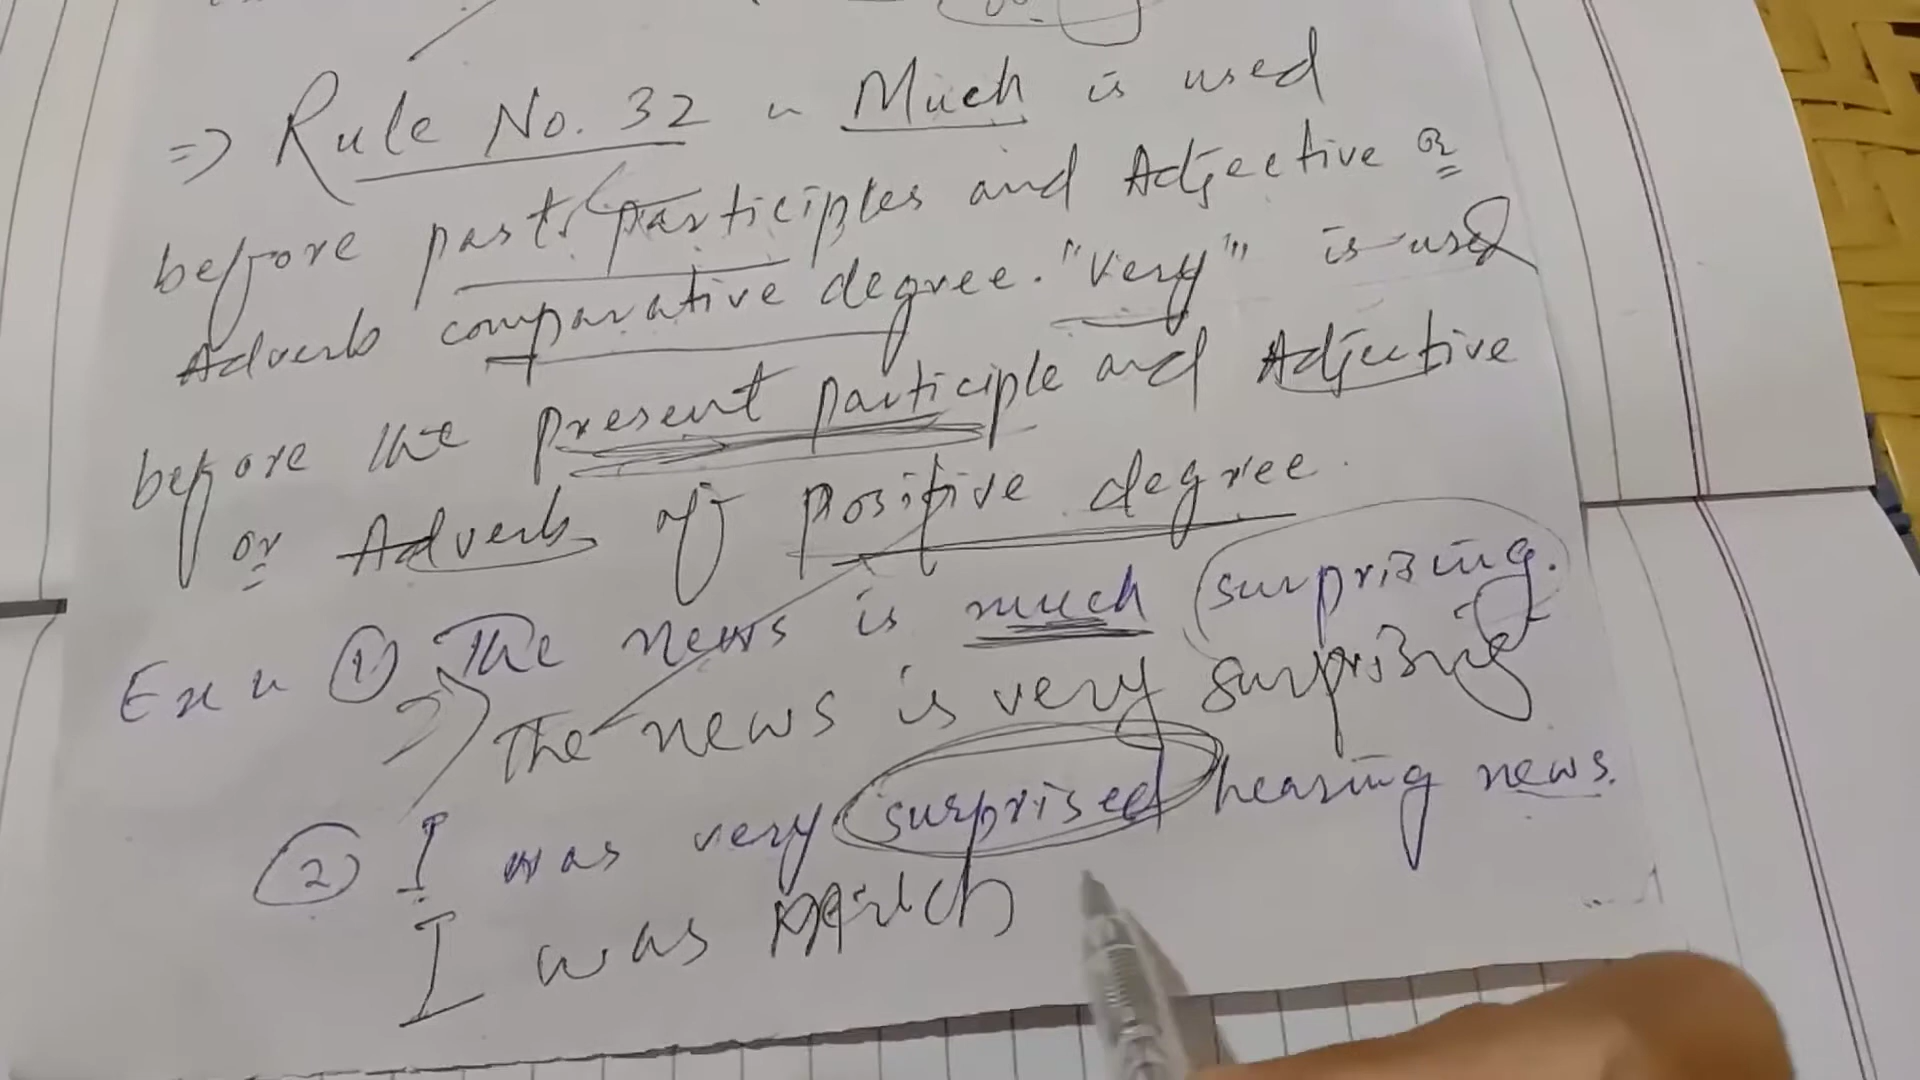 => Rule No. 32 ~ Much is used
before past participles and Adjective or
Adverb comparative degree. "Very" is used
before the present participle and Adjective
or Adverb of positive degree.
Ex ~ ① The news is much surprising.
=> The news is very surprising
② I was very surprised hearing news.
I was much